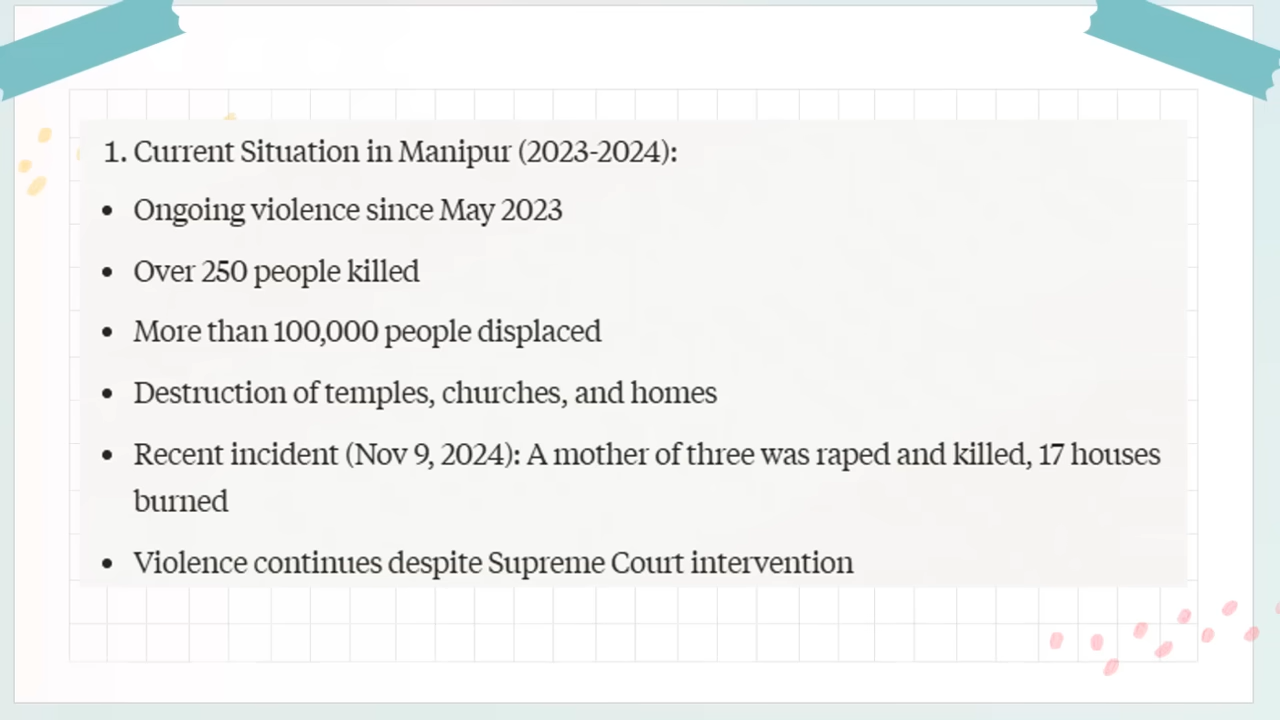 1. Current Situation in Manipur (2023-2024):
• Ongoing violence since May 2023
• Over 250 people killed
• More than 100,000 people displaced
• Destruction of temples, churches, and homes
• Recent incident (Nov 9, 2024): A mother of three was raped and killed, 17 houses
burned
• Violence continues despite Supreme Court intervention